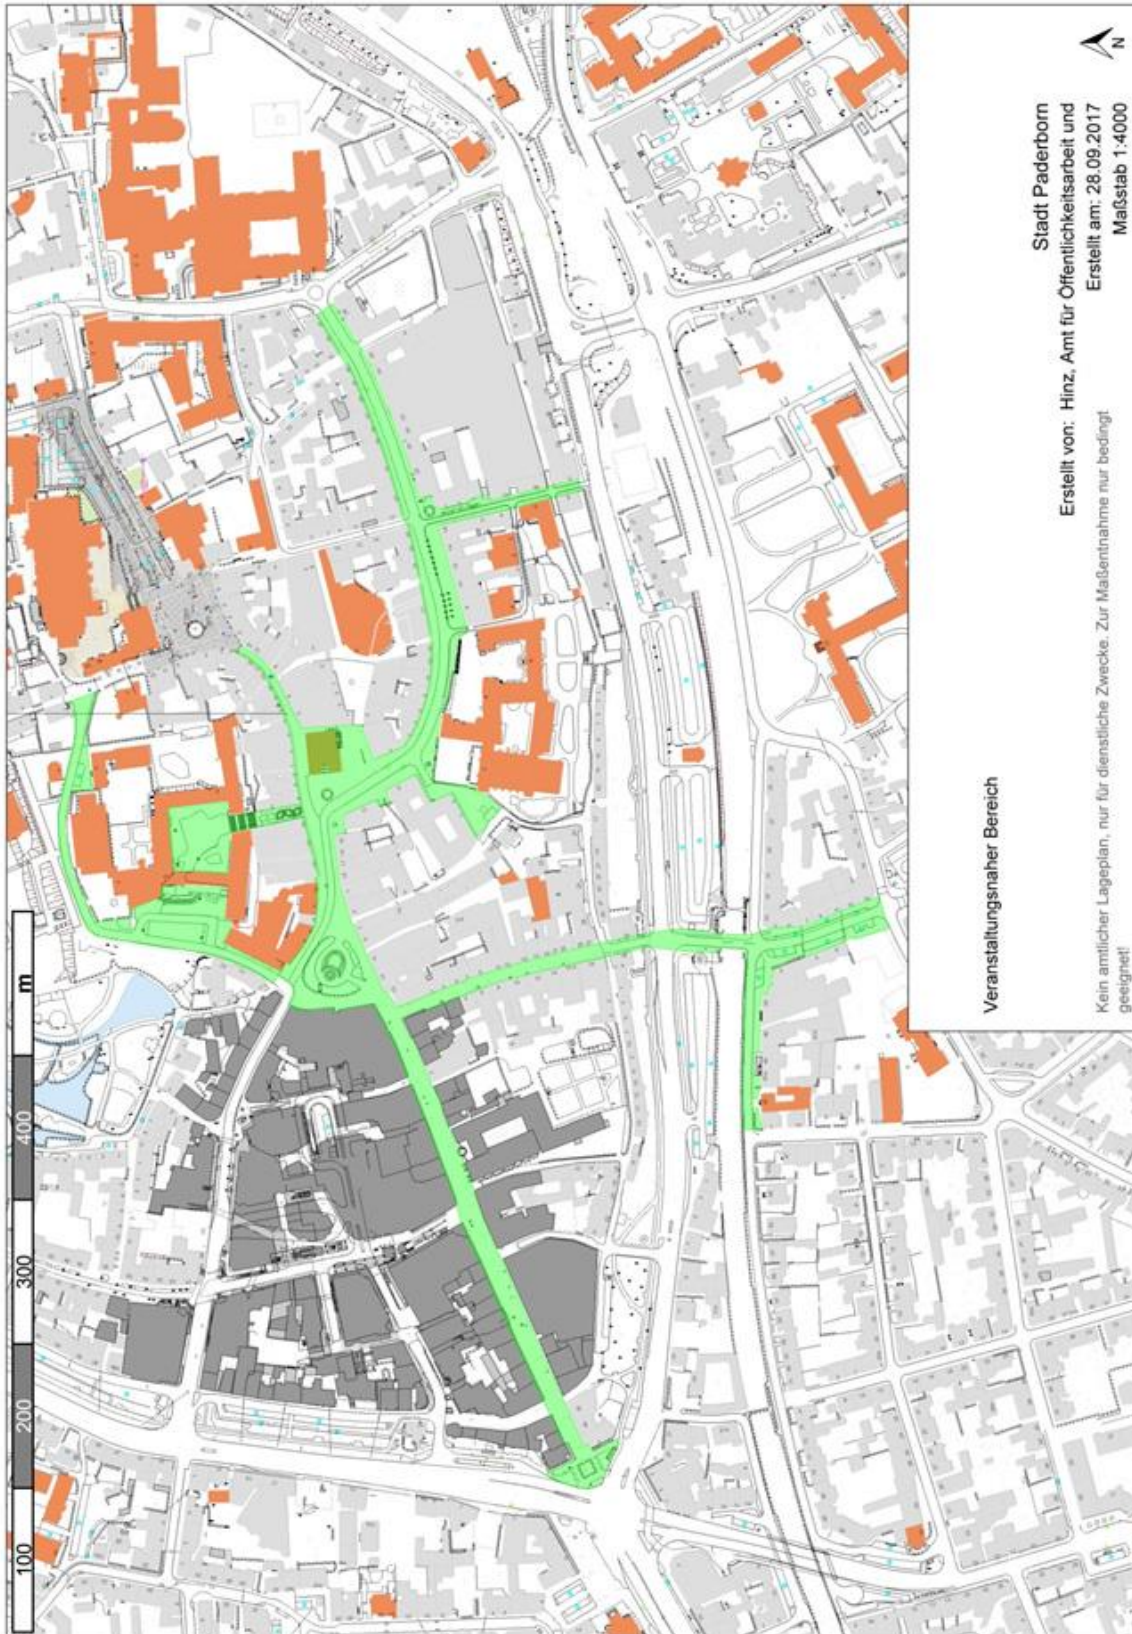 100 200 300 400 m
Veranstaltungsnaher Bereich
Stadt Paderborn
Erstellt von: Hinz, Amt für Öffentlichkeitsarbeit und
Erstellt am: 28.09.2017
Maßstab 1:4000
Kein amtlicher Lageplan, nur für dienstliche Zwecke. Zur Maßentnahme nur bedingt
geeignet!
N